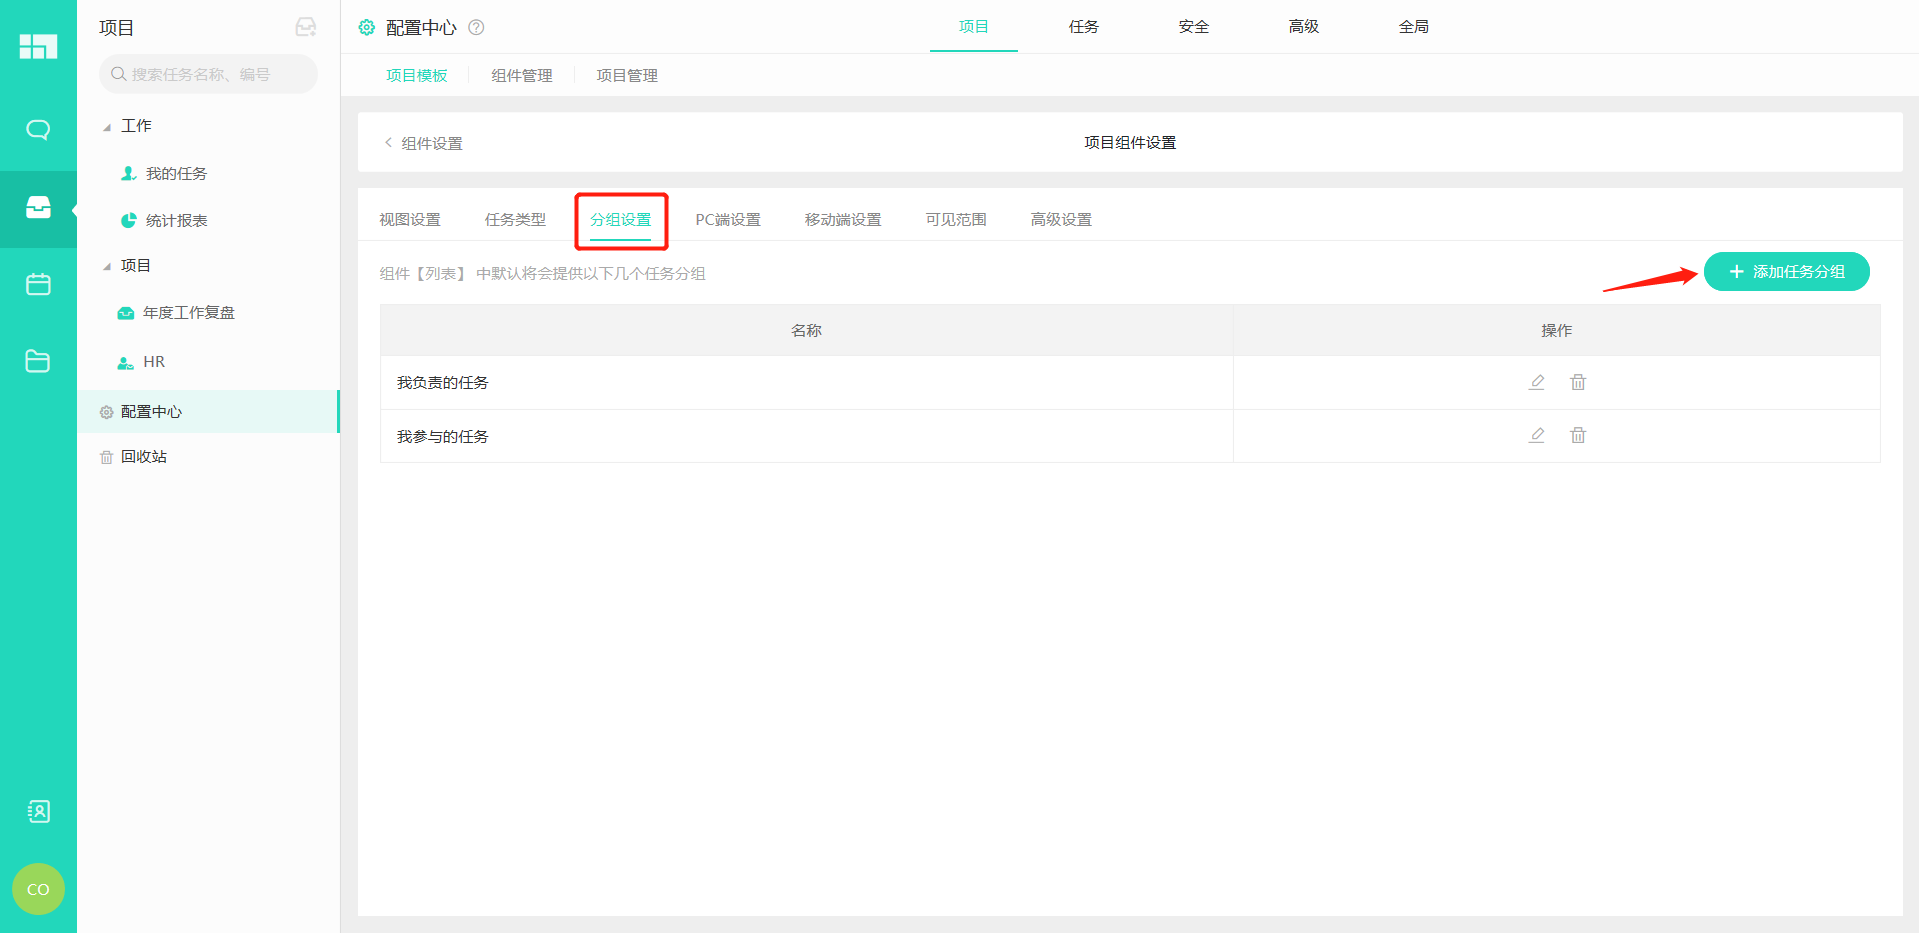 项目
搜索任务名称、编号
工作
我的任务
统计报表
项目
年度工作复盘
HR
配置中心
回收站
CO
配置中心
项目 任务 安全 高级 全局
项目模板 组件管理 项目管理
组件设置
项目组件设置
视图设置 任务类型 分组设置 PC端设置 移动端设置 可见范围 高级设置
组件【列表】 中默认将会提供以下几个任务分组
添加任务分组
名称 操作
我负责的任务
我参与的任务